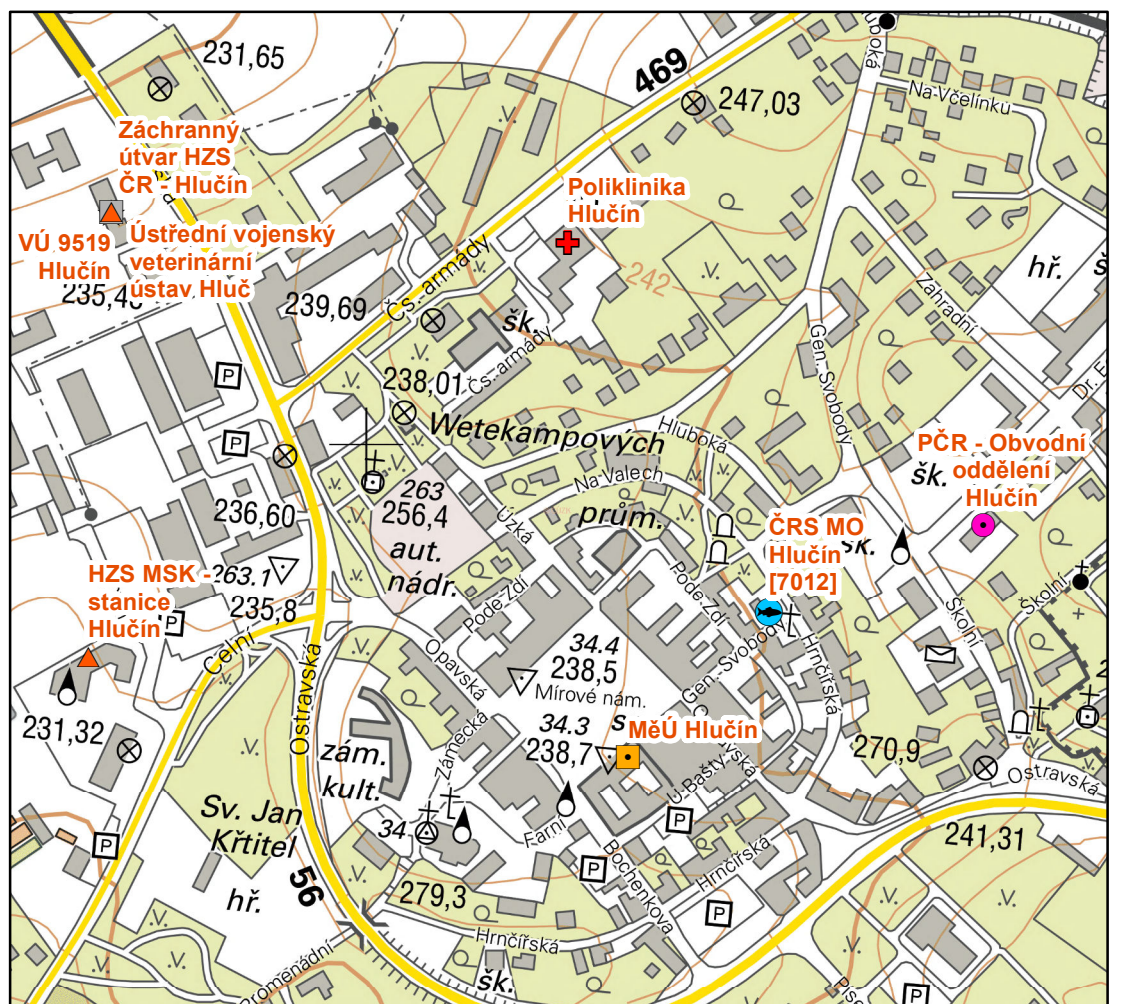 231,65
469
247,03
Na Včelínku
Záchranný
útvar HZS
ČR - Hlučín
Poliklinika
Hlučín
VÚ 9519
Hlučín
Ústřední vojenský
veterinární
ústav Hluč
242
hř.
239,69
Čs. armády
šk.
Čs. armády
Zahradní
Gen. Svobody
P
238,01
Wetekampových
Hluboká
P
PČR - Obvodní
oddělení
Hlučín
šk.
263
256,4
aut.
nádr.
Na Valech
prům.
Úzká
236,60
ČRS MO
Hlučín
[7012]
šk.
HZS MSK -
stanice
Hlučín
263.1
235,8
P
Celní
Pode Zdí
Pode Zdí
Školní
Školní
Opavská
34.4
238,5
Mírové nám.
Gen. Svobody
Hrnčířská
Ostravská
231,32
zám.
kult.
Zámecká
34.3
238,7
MěÚ Hlučín
270,9
Ostravská
U Bašty
P
Sv. Jan
Křtitel
34
Farní
P
241,31
hř.
56
279,3
Bochenkova
P
Hrnčířská
P
Hrnčířská
Promenádní
šk.
P